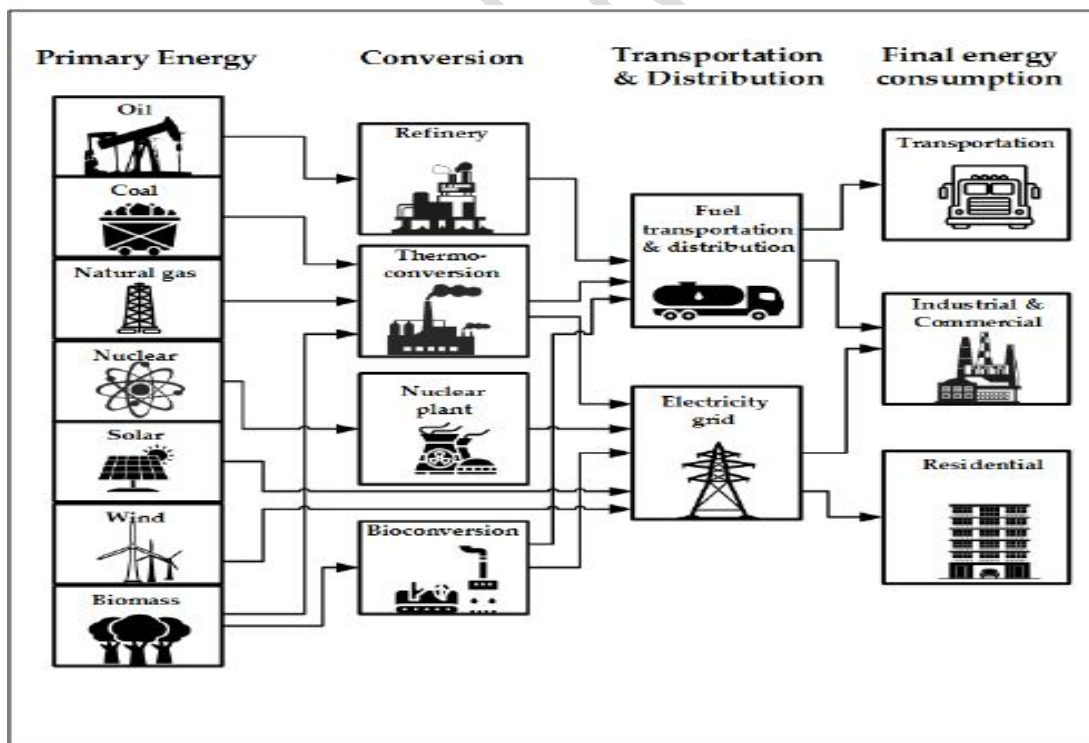 Primary Energy
Conversion
Transportation
& Distribution
Final energy
consumption
Oil
Coal
Natural gas
Nuclear
Solar
Wind
Biomass
Refinery
Thermo-
conversion
Nuclear
plant
Bioconversion
Fuel
transportation
& distribution
Electricity
grid
Transportation
Industrial &
Commercial
Residential